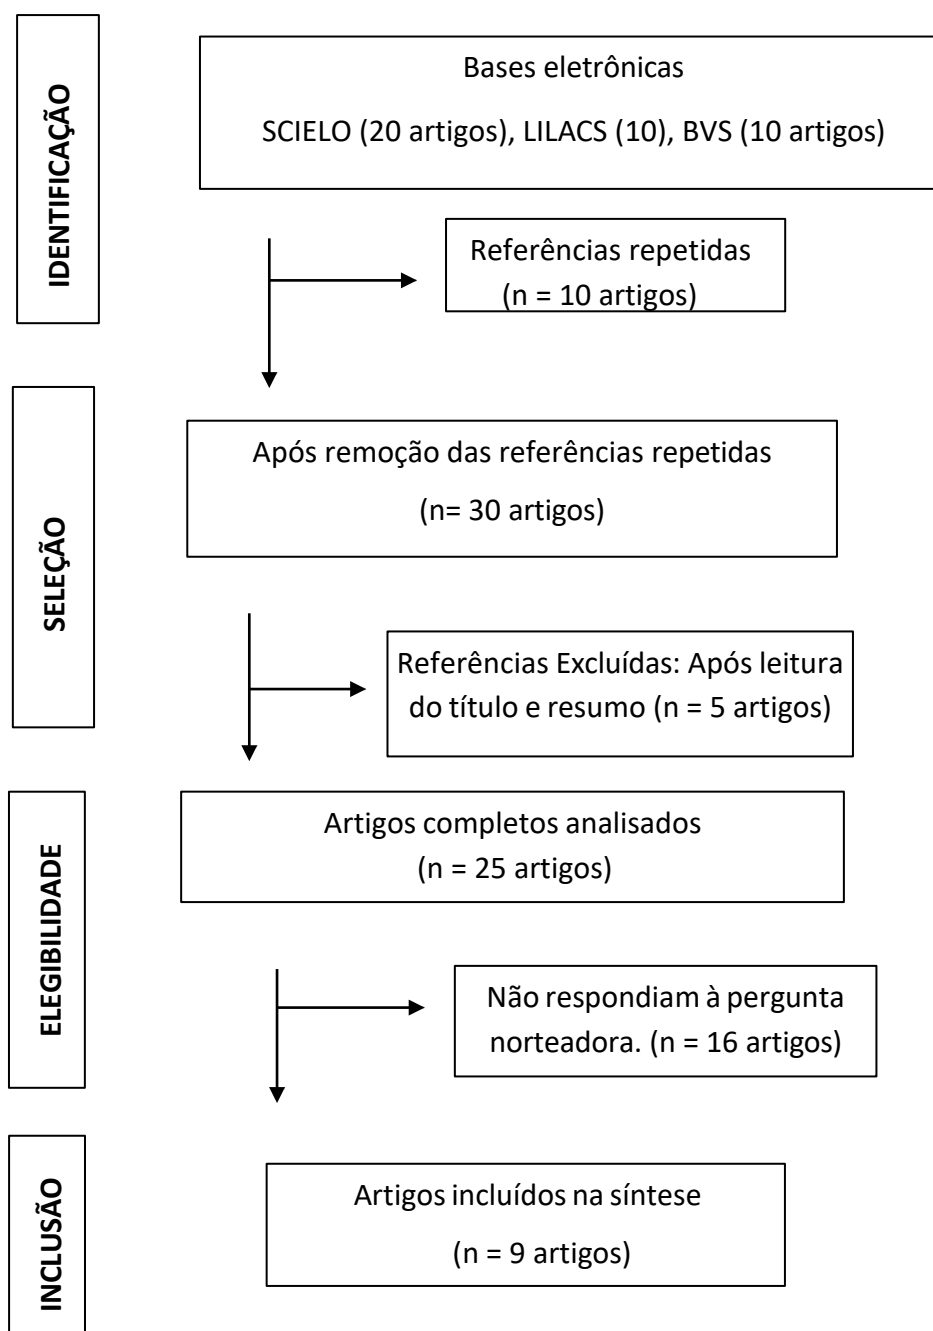 IDENTIFICAÇÃO
Bases eletrônicas
SCIELO (20 artigos), LILACS (10), BVS (10 artigos)
Referências repetidas
(n = 10 artigos)
SELEÇÃO
Após remoção das referências repetidas
(n= 30 artigos)
Referências Excluídas: Após leitura
do título e resumo (n = 5 artigos)
ELEGIBILIDADE
Artigos completos analisados
(n = 25 artigos)
Não respondiam à pergunta
norteadora. (n = 16 artigos)
INCLUSÃO
Artigos incluídos na síntese
(n = 9 artigos)